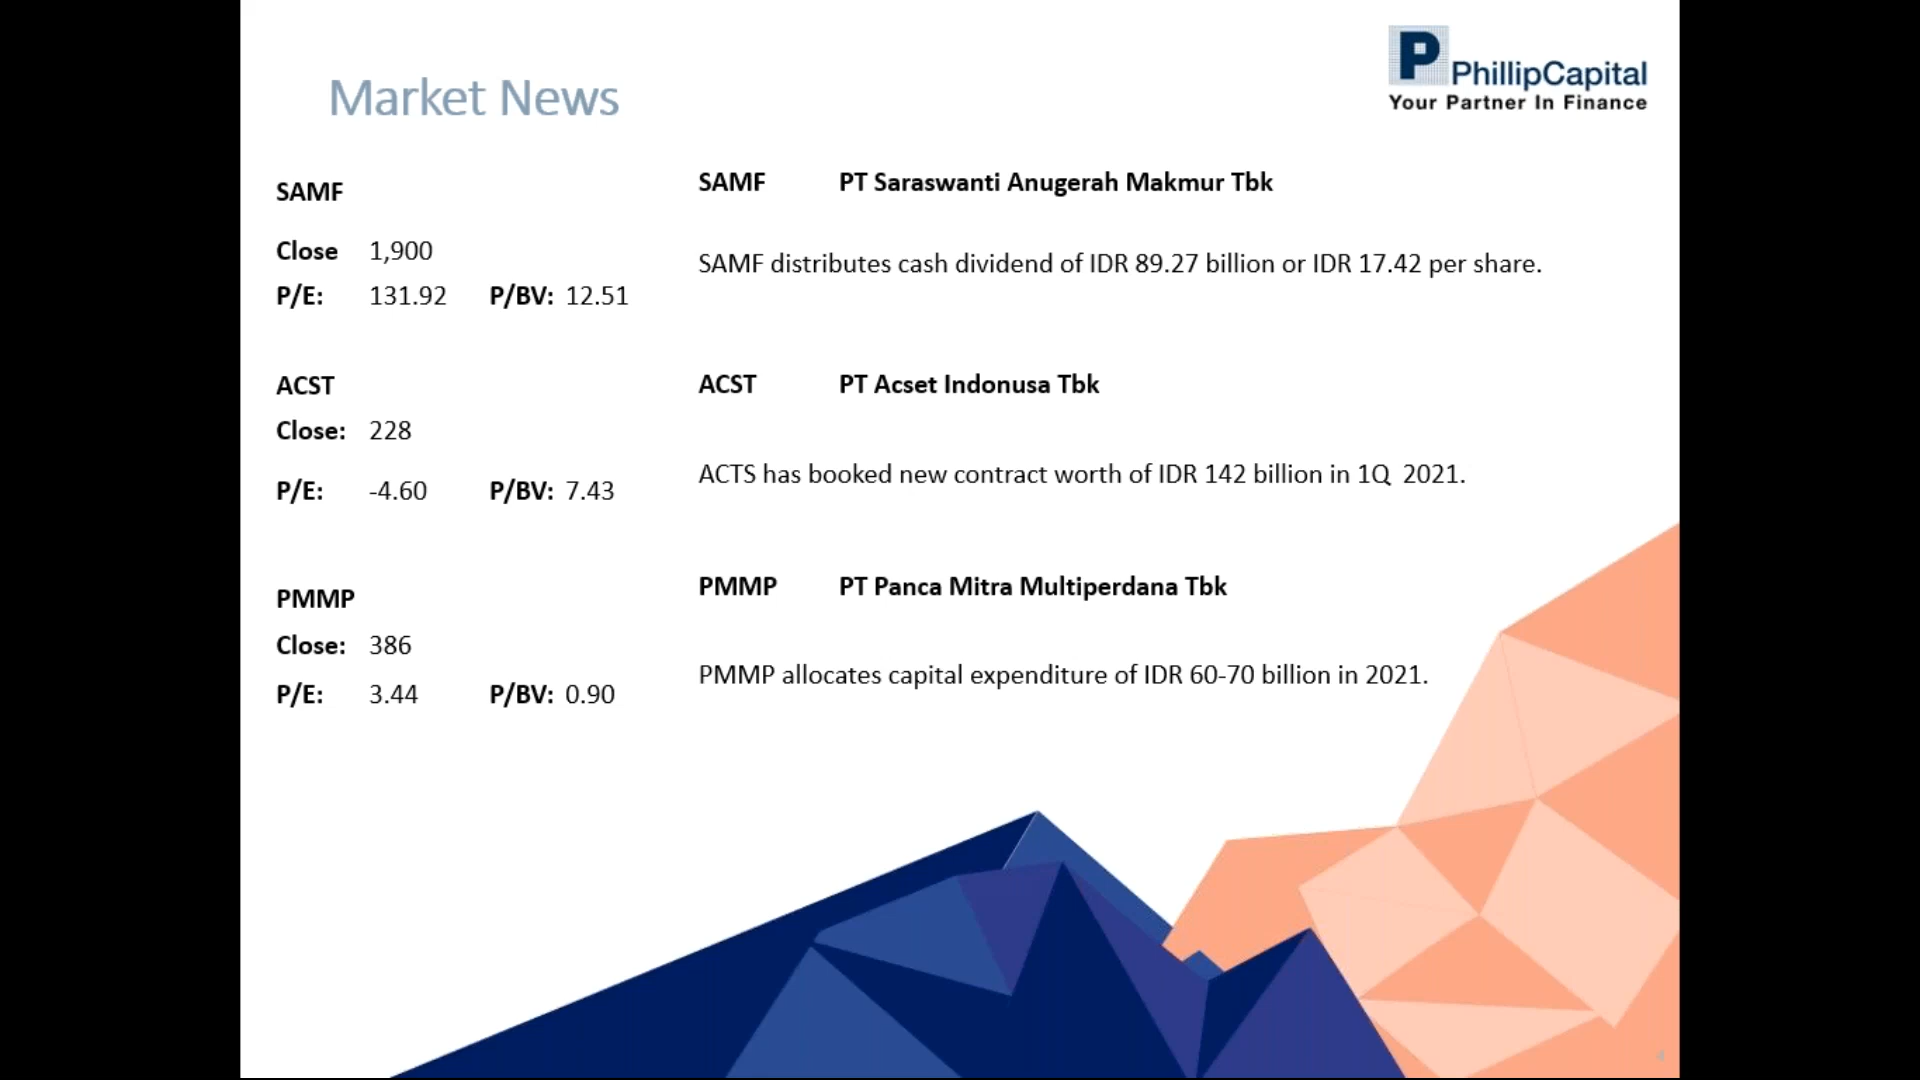 Market News
P PhillipCapital
Your Partner In Finance
SAMF
Close 1,900
P/E: 131.92 P/BV: 12.51
SAMF PT Saraswanti Anugerah Makmur Tbk
SAMF distributes cash dividend of IDR 89.27 billion or IDR 17.42 per share.
ACST
Close: 228
P/E: -4.60 P/BV: 7.43
ACST PT Acset Indonusa Tbk
ACTS has booked new contract worth of IDR 142 billion in 1Q 2021.
PMMP
Close: 386
P/E: 3.44 P/BV: 0.90
PMMP PT Panca Mitra Multiperdana Tbk
PMMP allocates capital expenditure of IDR 60-70 billion in 2021.
4